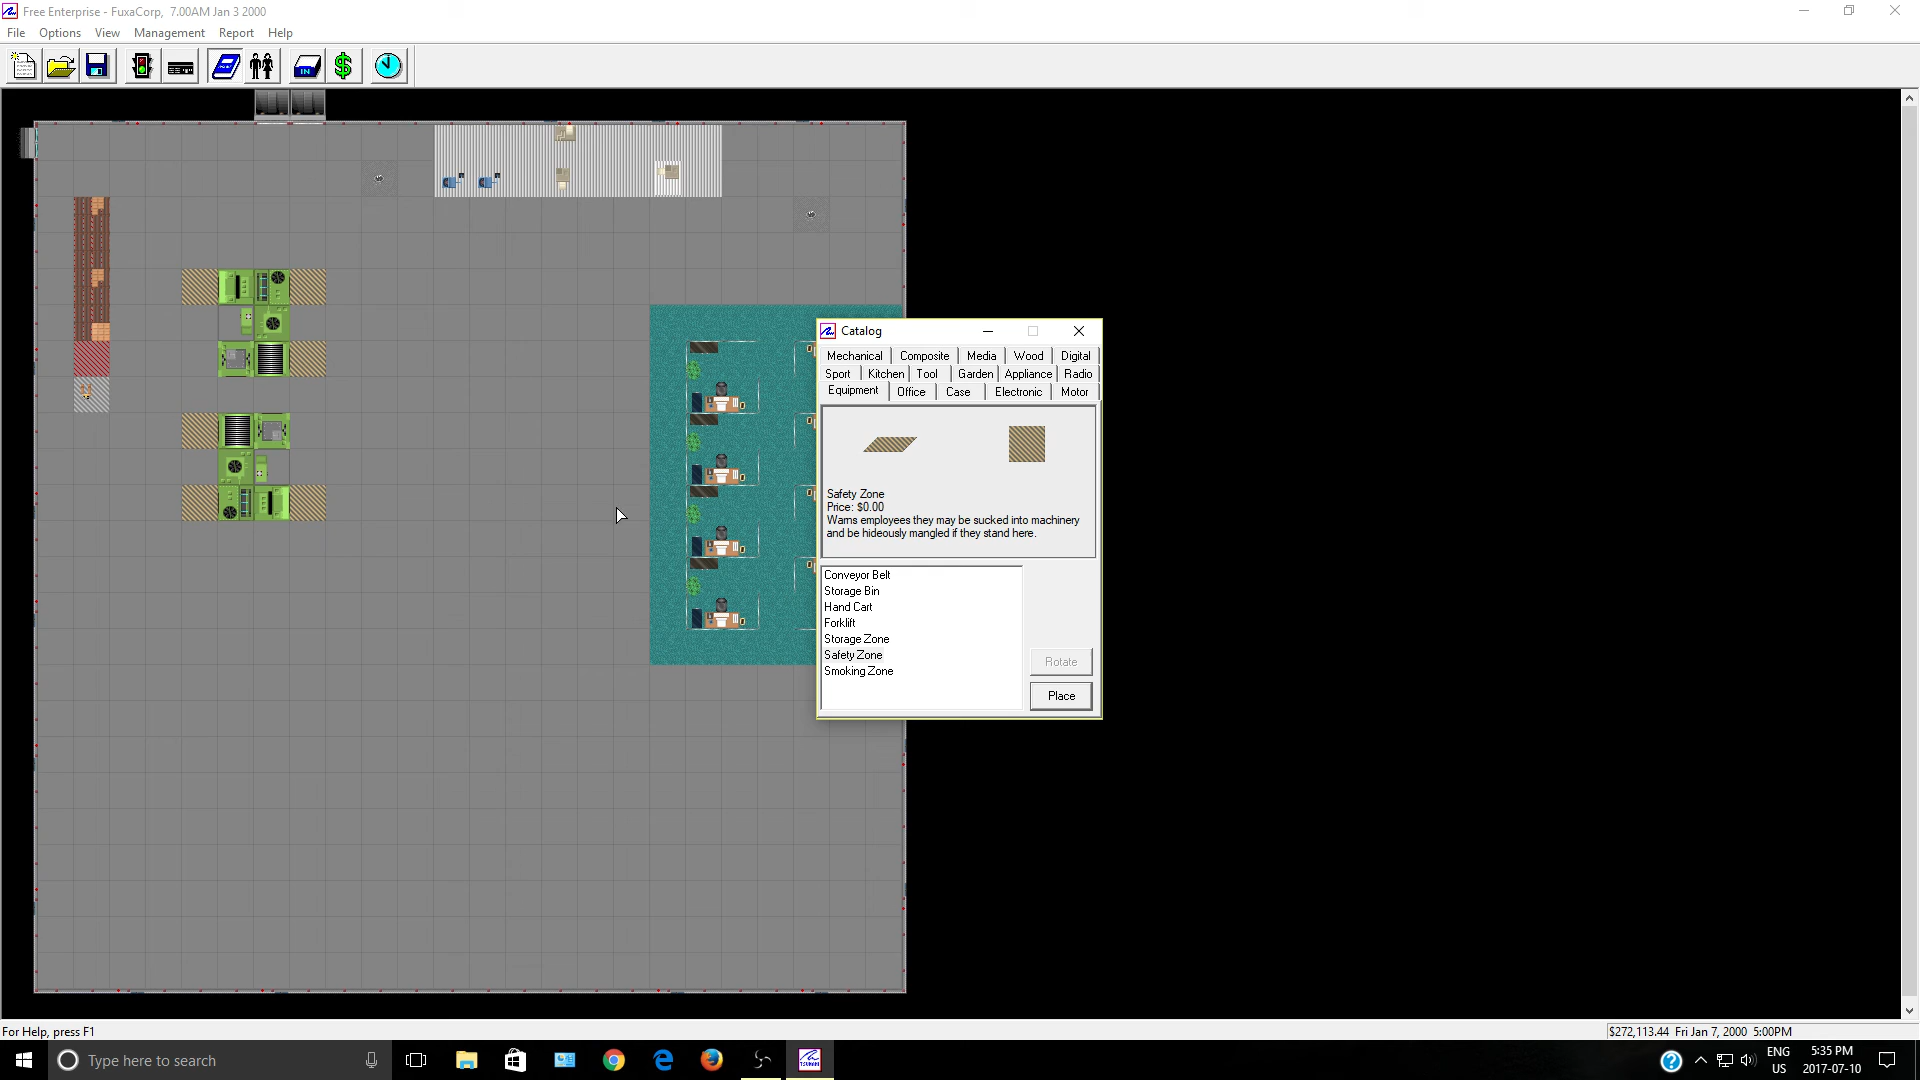 Free Enterprise - FuxaCorp,  7.00AM Jan 3 2000
File Options View Management Report Help
IN $
Catalog
Mechanical Composite Media Wood Digital
Sport Kitchen Tool Garden Appliance Radio
Equipment Office Case Electronic Motor
Safety Zone
Price: $0.00
Warns employees they may be sucked into machinery
and be hideously mangled if they stand here.
Conveyor Belt
Storage Bin
Hand Cart
Forklift
Storage Zone
Safety Zone
Smoking Zone
Rotate
Place
For Help, press F1
$272,113.44  Fri Jan 7, 2000  5:00PM
Type here to search
ENG
US
5:35 PM
2017-07-10